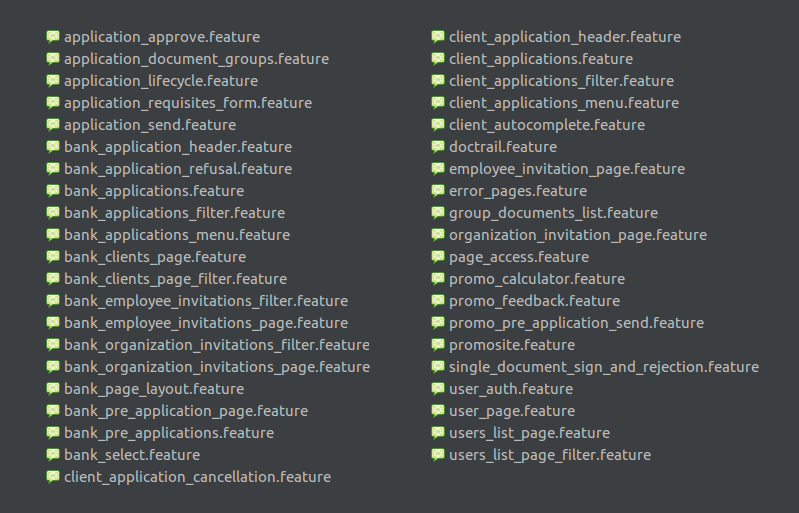 application_approve.feature
application_document_groups.feature
application_lifecycle.feature
application_requisites_form.feature
application_send.feature
bank_application_header.feature
bank_application_refusal.feature
bank_applications.feature
bank_applications_filter.feature
bank_applications_menu.feature
bank_clients_page.feature
bank_clients_page_filter.feature
bank_employee_invitations_filter.feature
bank_employee_invitations_page.feature
bank_organization_invitations_filter.feature
bank_organization_invitations_page.feature
bank_page_layout.feature
bank_pre_application_page.feature
bank_pre_applications.feature
bank_select.feature
client_application_cancellation.feature
client_application_header.feature
client_applications.feature
client_applications_filter.feature
client_applications_menu.feature
client_autocomplete.feature
doctrail.feature
employee_invitation_page.feature
error_pages.feature
group_documents_list.feature
organization_invitation_page.feature
page_access.feature
promo_calculator.feature
promo_feedback.feature
promo_pre_application_send.feature
promosite.feature
single_document_sign_and_rejection.feature
user_auth.feature
user_page.feature
users_list_page.feature
users_list_page_filter.feature